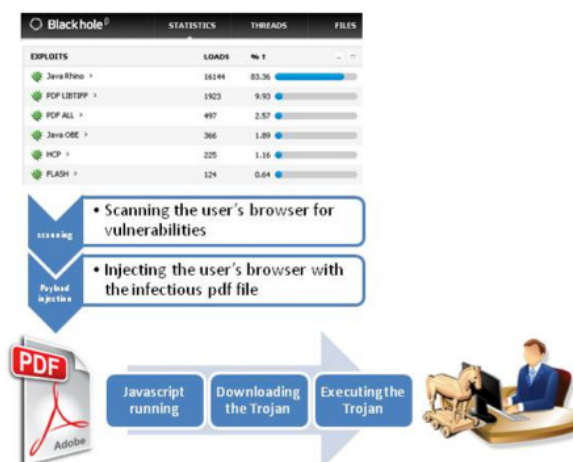 Blackhole β STATISTICS THREADS FILES
EXPLOITS LOADS % ↑
Java Rhino > 16144 83.36
PDF LIBTIFF > 1923 9.93
PDF ALL > 497 2.57
Java OBE > 366 1.89
HCP > 225 1.16
FLASH > 124 0.64
scanning
• Scanning the user's browser for
vulnerabilities
Payload
injection
• Injecting the user's browser with
the infectious pdf file
PDF
Adobe
Javascript
running
Downloading
the Trojan
Executing the
Trojan